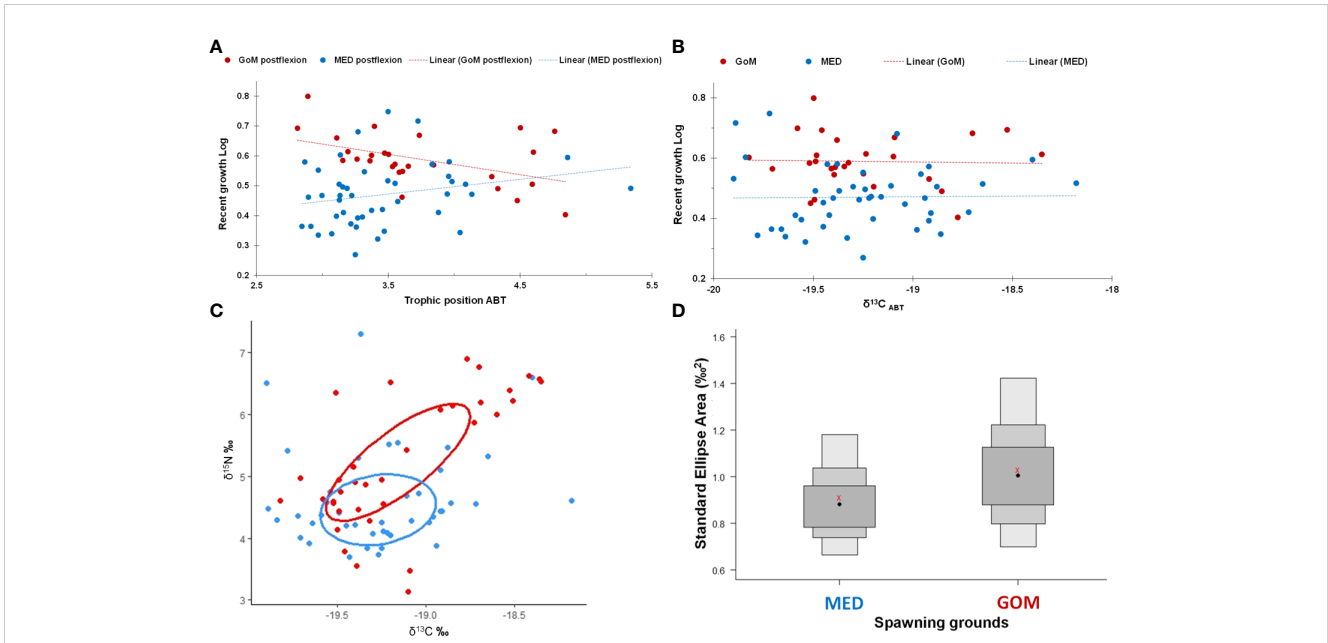 A
GoM postflexion MED postflexion Linear (GoM postflexion) Linear (MED postflexion)
Recent growth Log
0.8
0.7
0.6
0.5
0.4
0.3
0.2
2.5 3.5 4.5 5.5
Trophic position ABT
B
GoM MED Linear (GoM) Linear (MED)
Recent growth Log
0.8
0.6
0.4
0.2
-20 -19.5 -19 -18.5 -18
δ¹³C ABT
C
δ¹⁵N ‰
7
6
5
4
3
-19.5 -19.0 -18.5
δ¹³C ‰
D
Standard Ellipse Area (‰²)
1.6
1.4
1.2
1.0
0.8
0.6
x
x
MED GOM
Spawning grounds